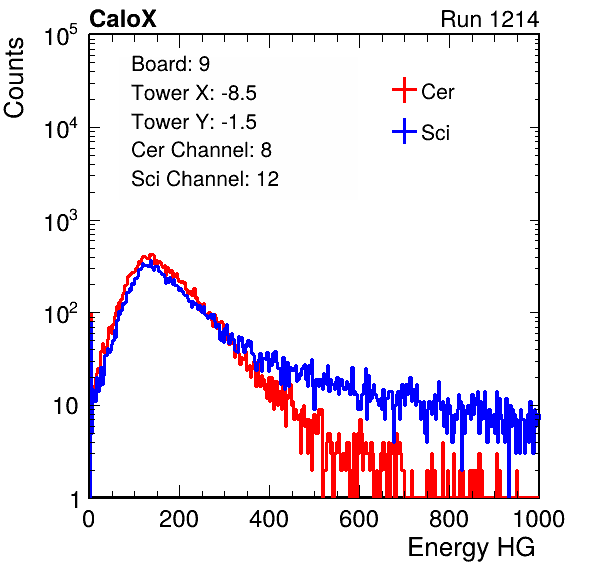 CaloX Run 1214
Counts
10^5
10^4
10^3
10^2
10
1
Board: 9
Tower X: -8.5
Tower Y: -1.5
Cer Channel: 8
Sci Channel: 12
Cer
Sci
0 200 400 600 800 1000
Energy HG